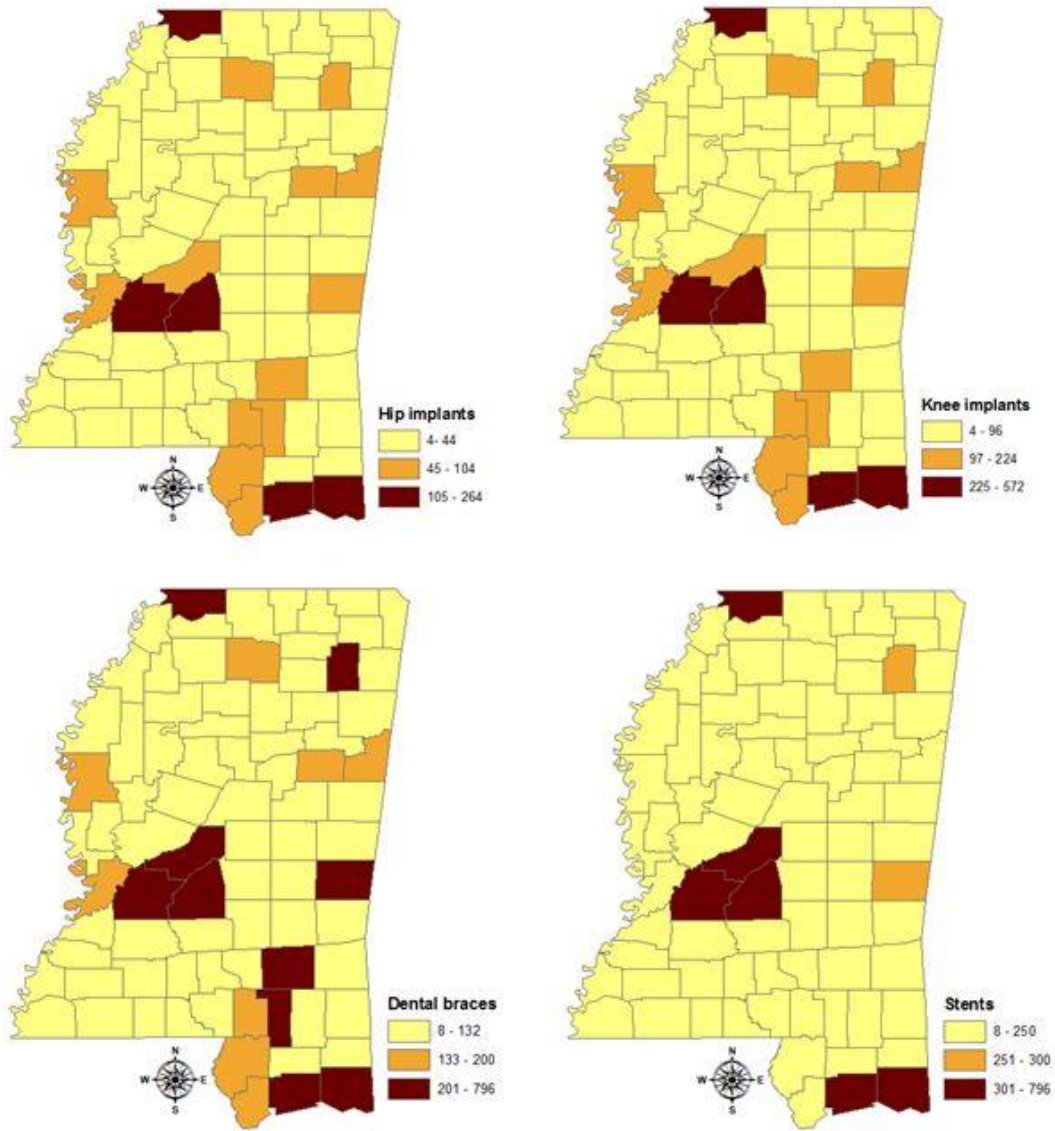 Hip implants
4- 44
45 - 104
105 - 264
N
W E
S
Knee implants
4 - 96
97 - 224
225 - 572
N
W E
S
Dental braces
8 - 132
133 - 200
201 - 796
N
W E
S
Stents
8 - 250
251 - 300
301 - 796
N
W E
S